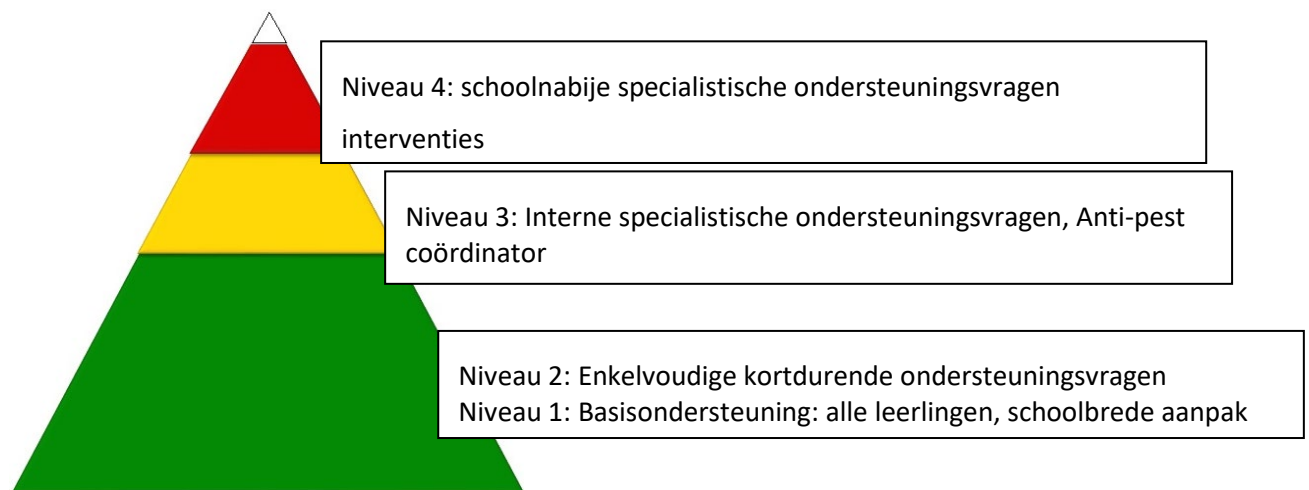 Niveau 4: schoolnabije specialistische ondersteuningsvragen
interventies
Niveau 3: Interne specialistische ondersteuningsvragen, Anti-pest
coördinator
Niveau 2: Enkelvoudige kortdurende ondersteuningsvragen
Niveau 1: Basisondersteuning: alle leerlingen, schoolbrede aanpak